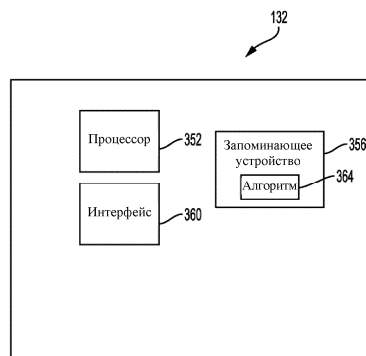 132
Процессор
352
Запоминающее
устройство
356
Алгоритм
364
Интерфейс
360